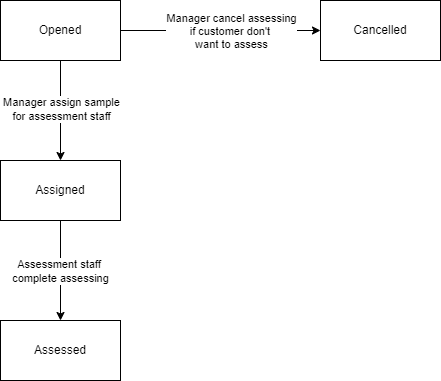 Opened
Manager cancel assessing
if customer don't
want to assess
Cancelled
Manager assign sample
for assessment staff
Assigned
Assessment staff
complete assessing
Assessed